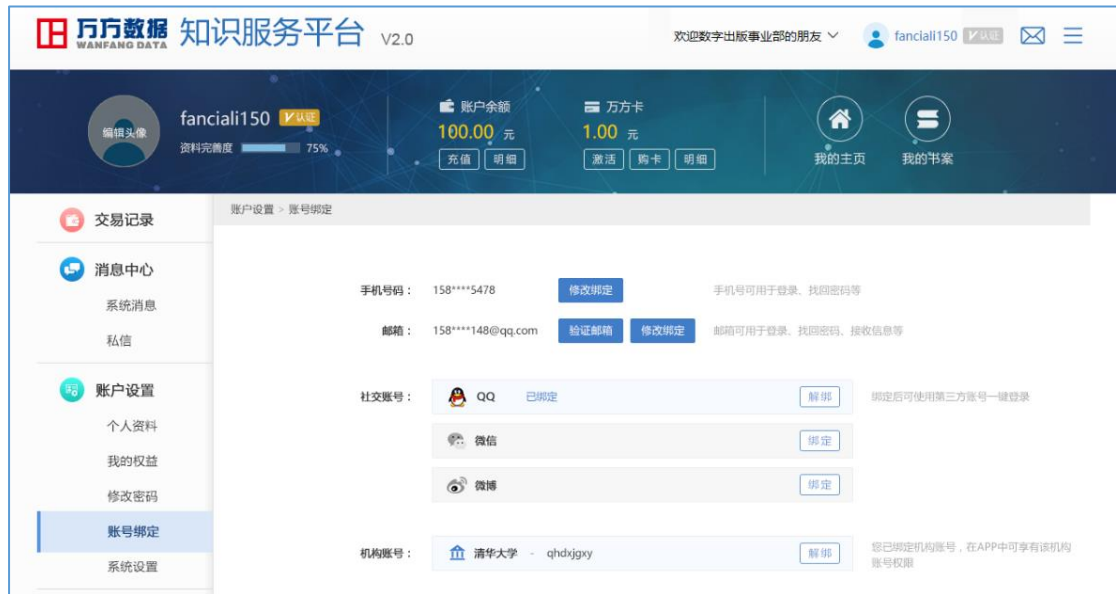 万方数据 知识服务平台 V2.0
WANFANG DATA
欢迎数字出版事业部的朋友 fanciali150 V认证
编辑头像
fanciali150 V认证
资料完善度 75%
账户余额
100.00 元
充值 明细
万方卡
1.00 元
激活 购卡 明细
我的主页 我的书案
交易记录
消息中心
系统消息
私信
账户设置
个人资料
我的权益
修改密码
账号绑定
系统设置
账户设置 > 账号绑定
手机号码： 158****5478 修改绑定 手机号可用于登录、找回密码等
邮箱： 158****148@qq.com 验证邮箱 修改绑定 邮箱可用于登录、找回密码、接收信息等
社交账号： QQ 已绑定 解绑 绑定后可使用第三方账号一键登录
微信 绑定
微博 绑定
机构账号： 清华大学 - qhdxjgxy 解绑 您已绑定机构账号，在APP中可享有该机构
账号权限